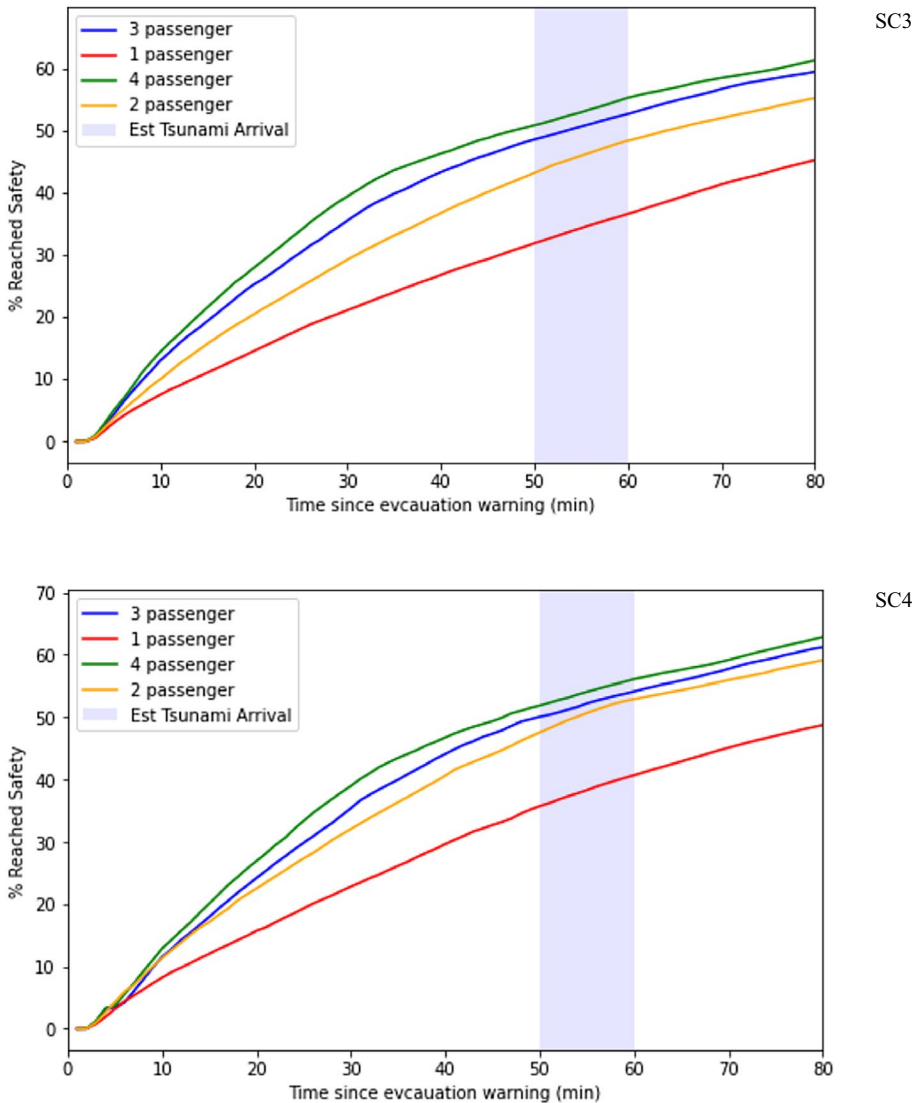 SC3
3 passenger
1 passenger
4 passenger
2 passenger
Est Tsunami Arrival
% Reached Safety
60
50
40
30
20
10
0
0 10 20 30 40 50 60 70 80
Time since evcauation warning (min)
SC4
3 passenger
1 passenger
4 passenger
2 passenger
Est Tsunami Arrival
% Reached Safety
70
60
50
40
30
20
10
0
0 10 20 30 40 50 60 70 80
Time since evcauation warning (min)